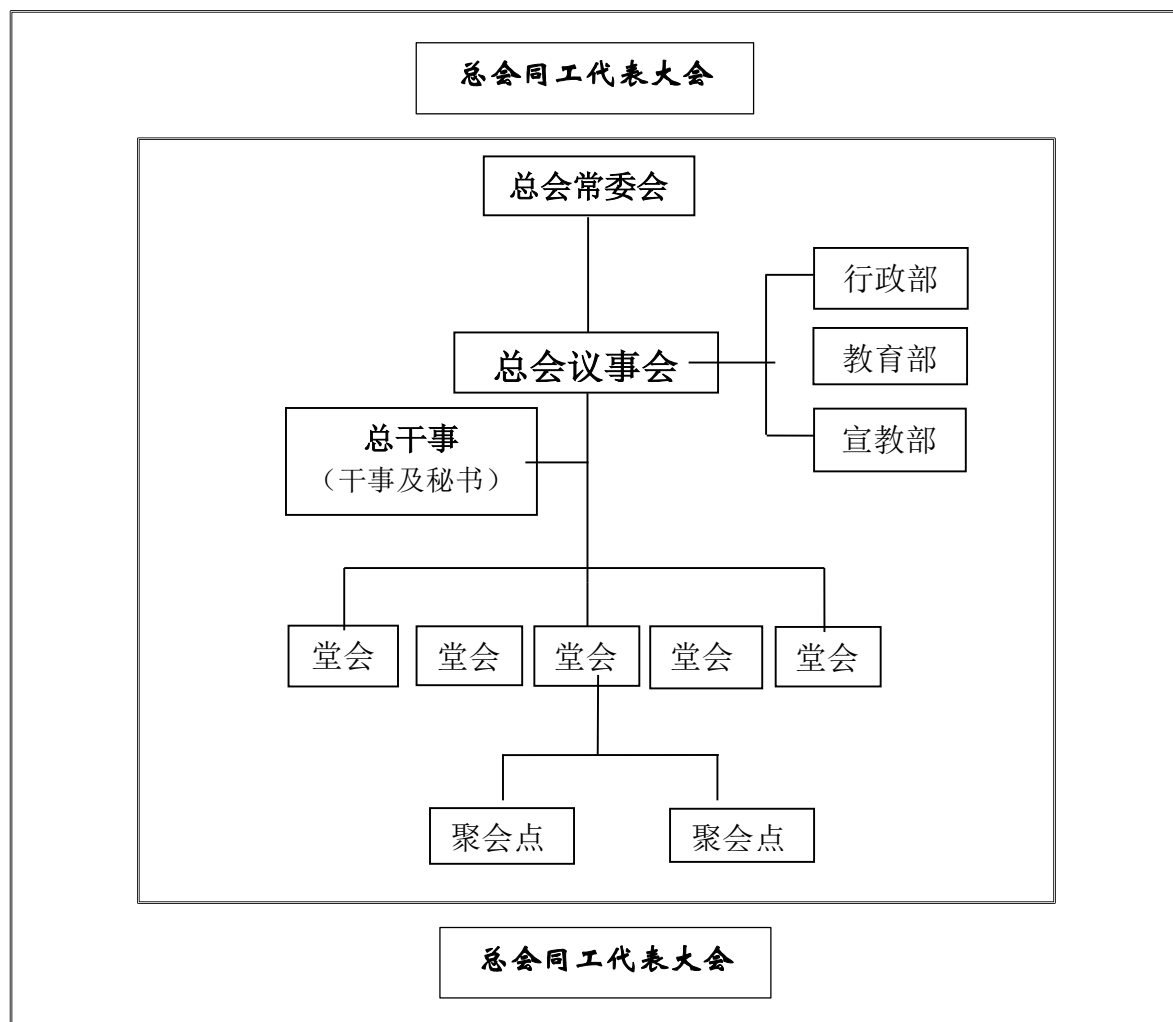 总会同工代表大会
总会常委会
行政部
总会议事会
教育部
总干事
宣教部
（干事及秘书）
堂会
堂会
堂会
堂会
堂会
聚会点
聚会点
总会同工代表大会